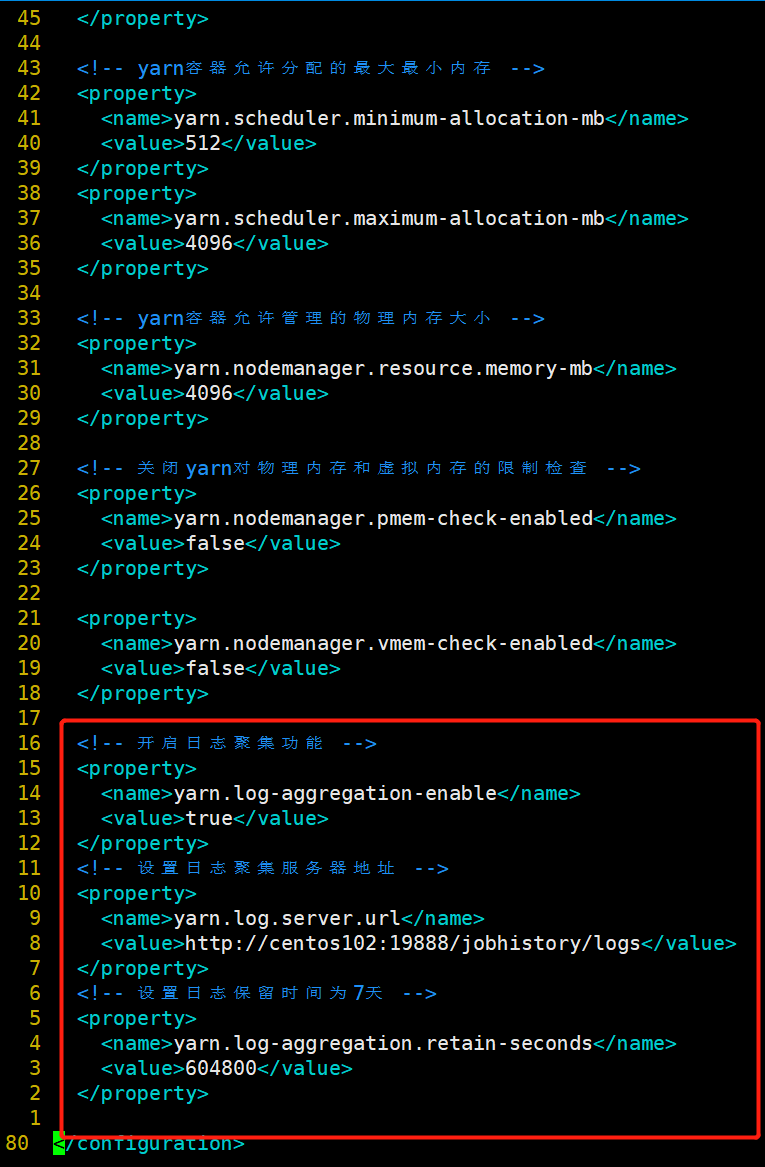 45   </property>
44
43   <!-- yarn容器允许分配的最大最小内存 -->
42   <property>
41     <name>yarn.scheduler.minimum-allocation-mb</name>
40     <value>512</value>
39   </property>
38   <property>
37     <name>yarn.scheduler.maximum-allocation-mb</name>
36     <value>4096</value>
35   </property>
34
33   <!-- yarn容器允许管理的物理内存大小 -->
32   <property>
31     <name>yarn.nodemanager.resource.memory-mb</name>
30     <value>4096</value>
29   </property>
28
27   <!-- 关闭yarn对物理内存和虚拟内存的限制检查 -->
26   <property>
25     <name>yarn.nodemanager.pmem-check-enabled</name>
24     <value>false</value>
23   </property>
22
21   <property>
20     <name>yarn.nodemanager.vmem-check-enabled</name>
19     <value>false</value>
18   </property>
17
16   <!-- 开启日志聚集功能 -->
15   <property>
14     <name>yarn.log-aggregation-enable</name>
13     <value>true</value>
12   </property>
11   <!-- 设置日志聚集服务器地址 -->
10   <property>
9     <name>yarn.log.server.url</name>
8     <value>http://centos102:19888/jobhistory/logs</value>
7   </property>
6   <!-- 设置日志保留时间为7天 -->
5   <property>
4     <name>yarn.log-aggregation.retain-seconds</name>
3     <value>604800</value>
2   </property>
1
80  </configuration>